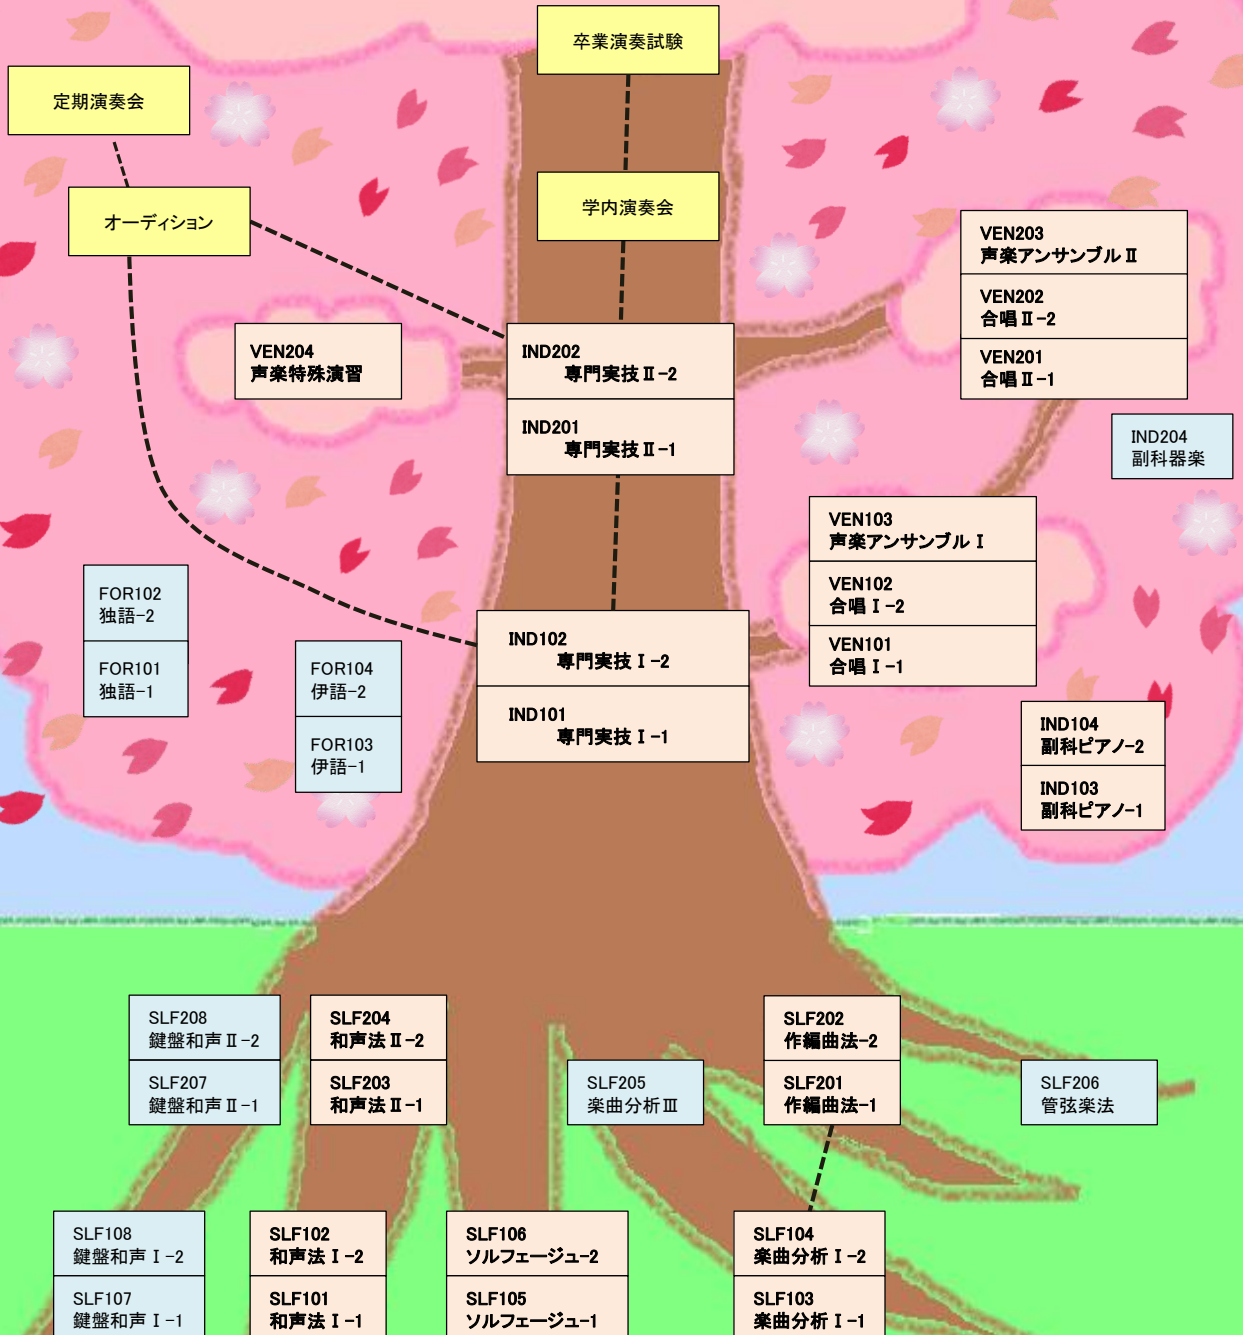 卒業演奏試験
定期演奏会
学内演奏会
オーディション
VEN203
声楽アンサンブルⅡ
VEN202
合唱Ⅱ-2
VEN201
合唱Ⅱ-1
VEN204
声楽特殊演習
IND202
専門実技Ⅱ-2
IND201
専門実技Ⅱ-1
IND204
副科器楽
VEN103
声楽アンサンブルⅠ
VEN102
合唱Ⅰ-2
VEN101
合唱Ⅰ-1
FOR102
独語-2
FOR101
独語-1
FOR104
伊語-2
FOR103
伊語-1
IND102
専門実技Ⅰ-2
IND101
専門実技Ⅰ-1
IND104
副科ピアノ-2
IND103
副科ピアノ-1
SLF208
鍵盤和声Ⅱ-2
SLF207
鍵盤和声Ⅱ-1
SLF204
和声法Ⅱ-2
SLF203
和声法Ⅱ-1
SLF205
楽曲分析Ⅲ
SLF202
作編曲法-2
SLF201
作編曲法-1
SLF206
管弦楽法
SLF108
鍵盤和声Ⅰ-2
SLF107
鍵盤和声Ⅰ-1
SLF102
和声法Ⅰ-2
SLF101
和声法Ⅰ-1
SLF106
ソルフェージュ-2
SLF105
ソルフェージュ-1
SLF104
楽曲分析Ⅰ-2
SLF103
楽曲分析Ⅰ-1